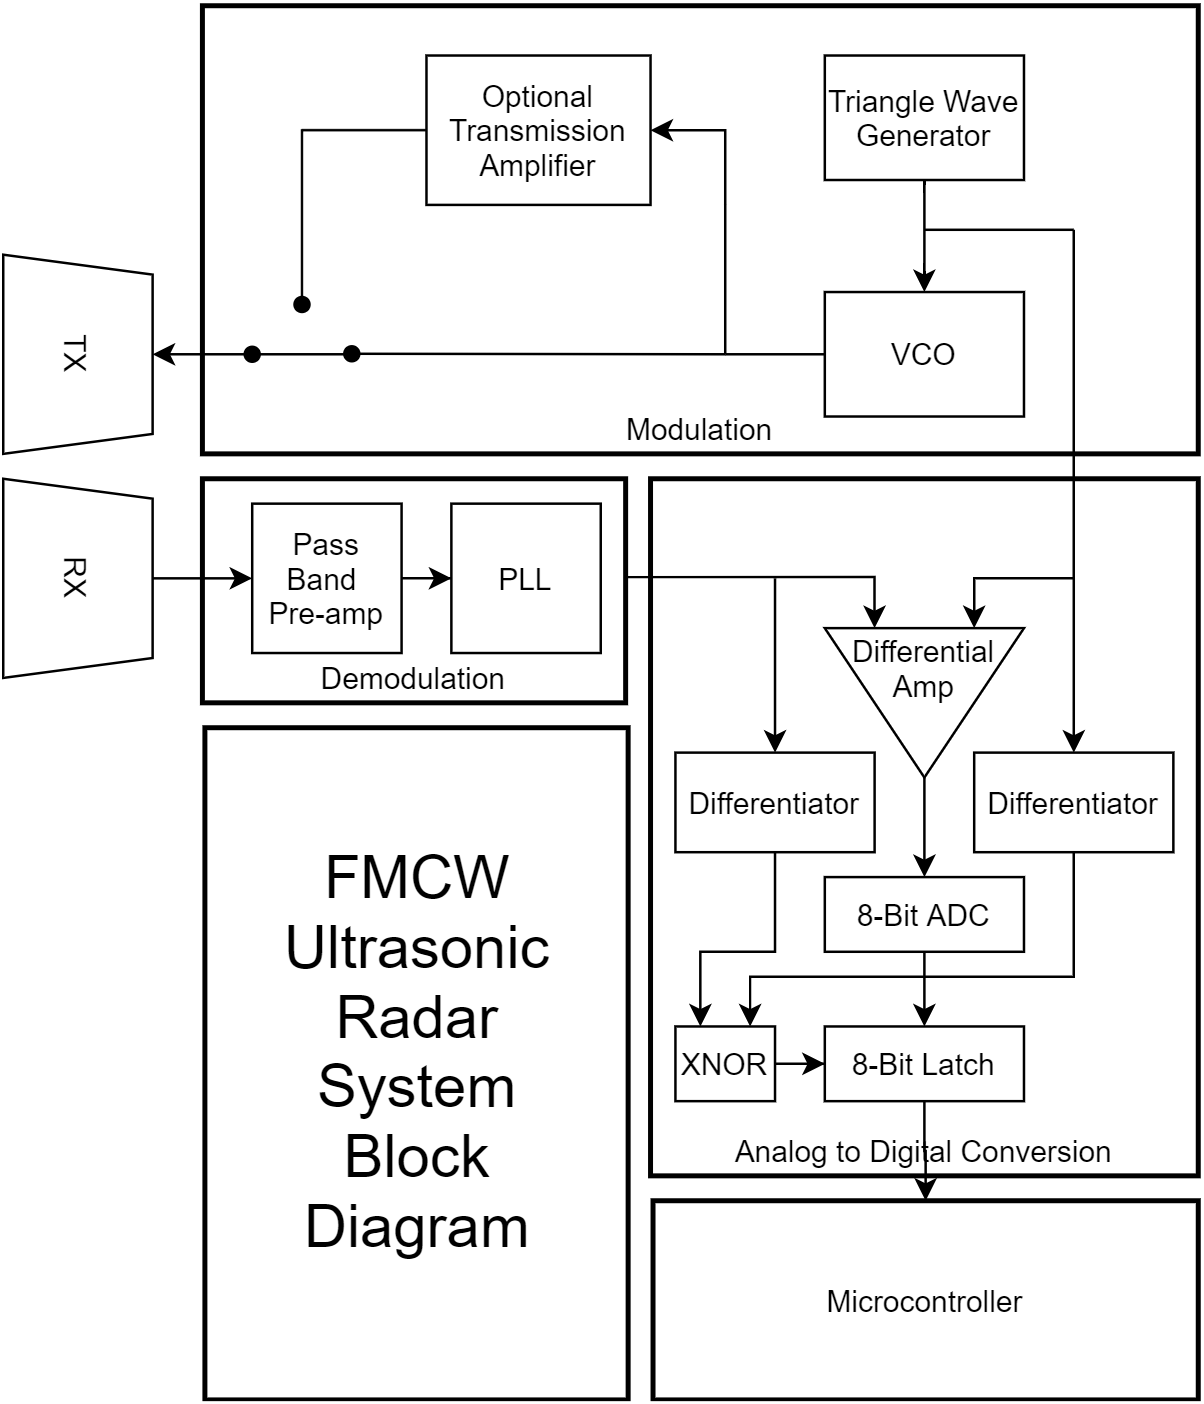 Optional
Transmission
Amplifier
Triangle Wave
Generator
TX
VCO
Modulation
RX
Pass
Band
Pre-amp
PLL
Demodulation
Differential
Amp
Differentiator
Differentiator
8-Bit ADC
XNOR
8-Bit Latch
Analog to Digital Conversion
FMCW
Ultrasonic
Radar
System
Block
Diagram
Microcontroller